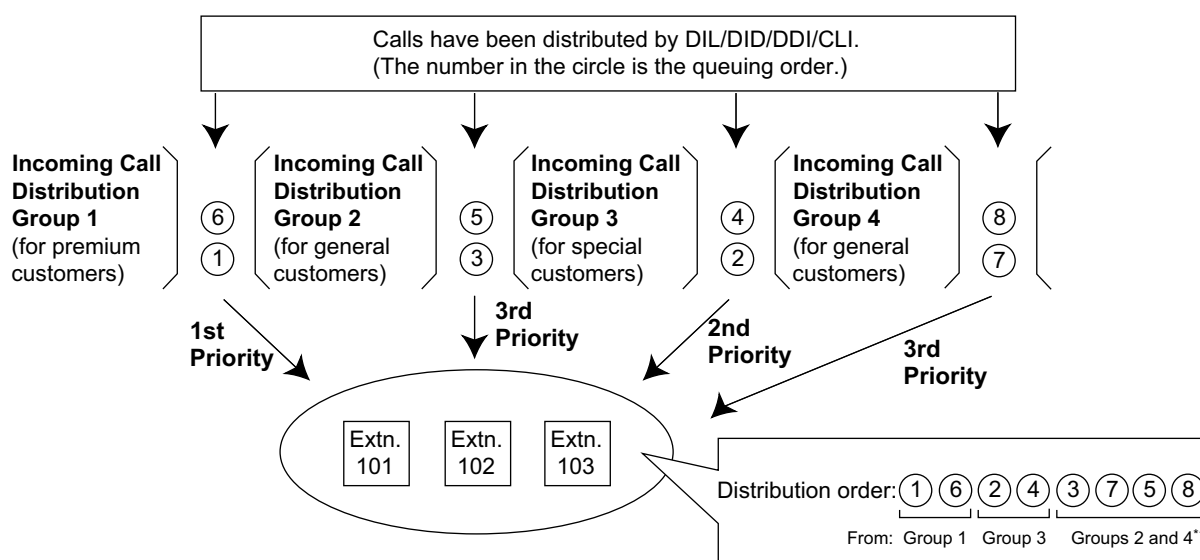 Calls have been distributed by DIL/DID/DDI/CLI.
(The number in the circle is the queuing order.)
Incoming Call
Distribution
Group 1
(for premium
customers)
6
1
Incoming Call
Distribution
Group 2
(for general
customers)
5
3
Incoming Call
Distribution
Group 3
(for special
customers)
4
2
Incoming Call
Distribution
Group 4
(for general
customers)
8
7
1st
Priority
3rd
Priority
2nd
Priority
3rd
Priority
Extn.
101
Extn.
102
Extn.
103
Distribution order: 1 6 2 4 3 7 5 8
From: Group 1 Group 3 Groups 2 and 4*